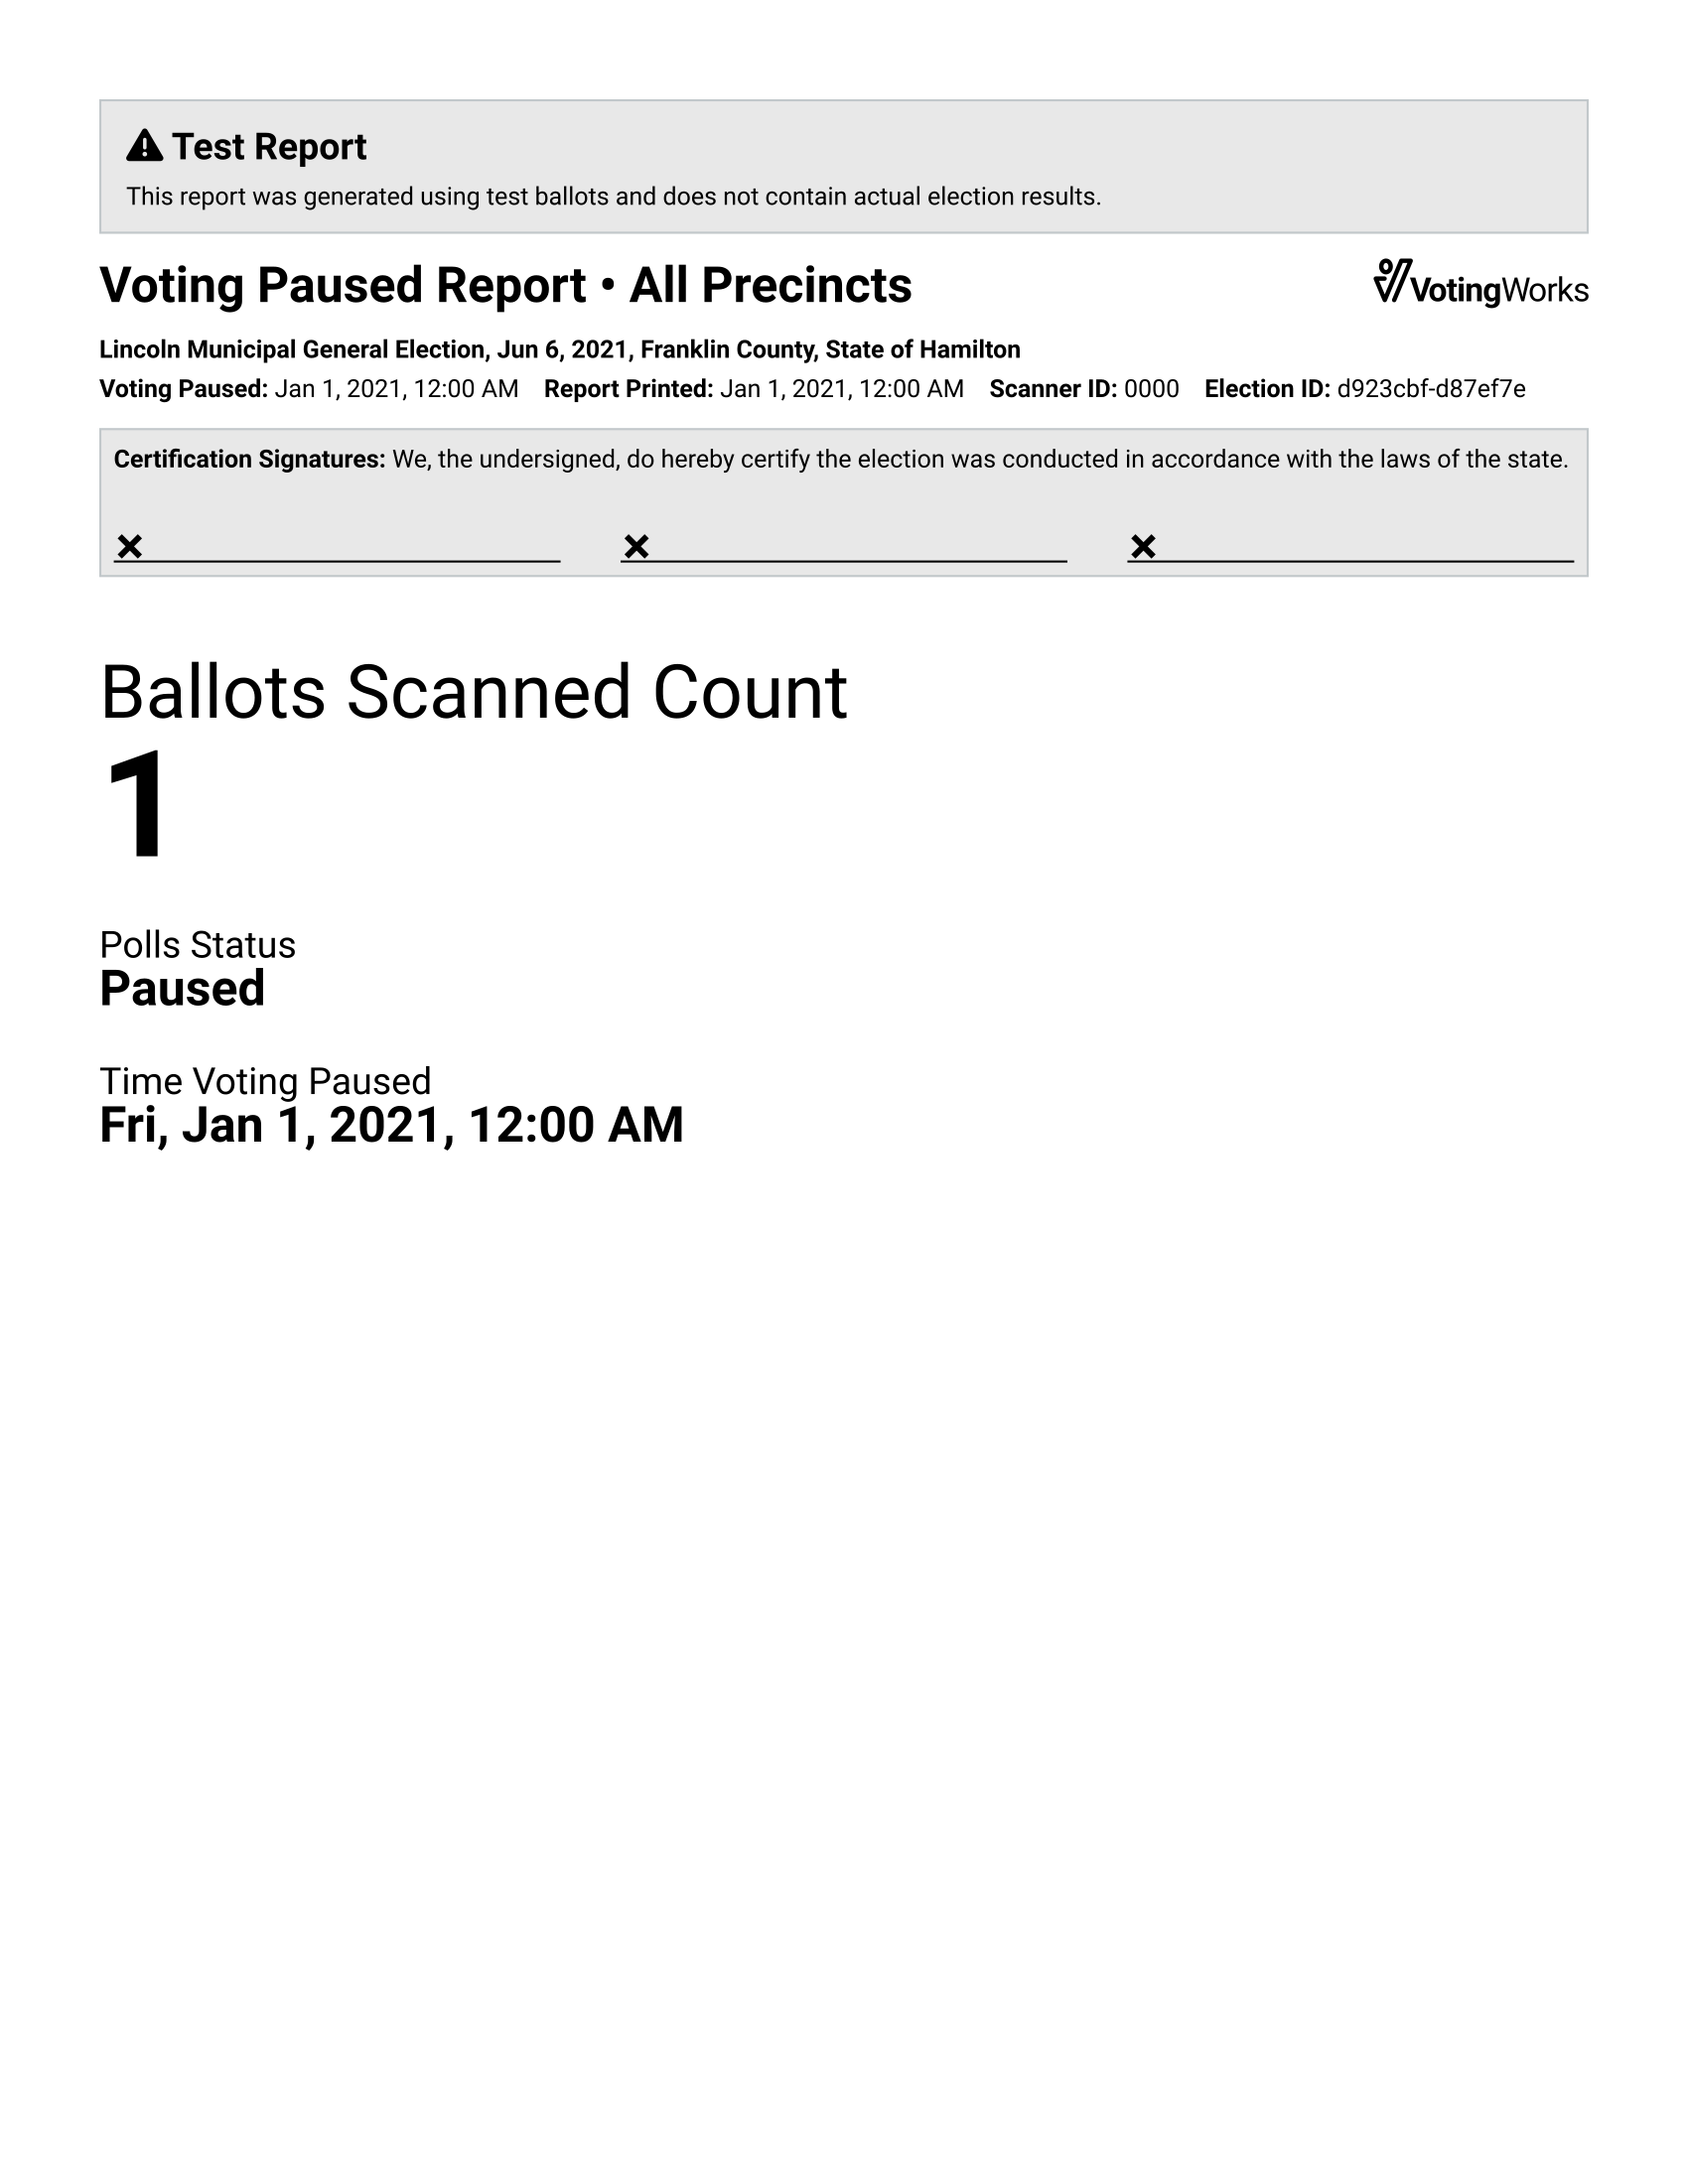 Test Report
This report was generated using test ballots and does not contain actual election results.
Voting Paused Report • All Precincts
VotingWorks
Lincoln Municipal General Election, Jun 6, 2021, Franklin County, State of Hamilton
Voting Paused: Jan 1, 2021, 12:00 AM Report Printed: Jan 1, 2021, 12:00 AM Scanner ID: 0000 Election ID: d923cbf-d87ef7e
Certification Signatures: We, the undersigned, do hereby certify the election was conducted in accordance with the laws of the state.
Ballots Scanned Count
1
Polls Status
Paused
Time Voting Paused
Fri, Jan 1, 2021, 12:00 AM